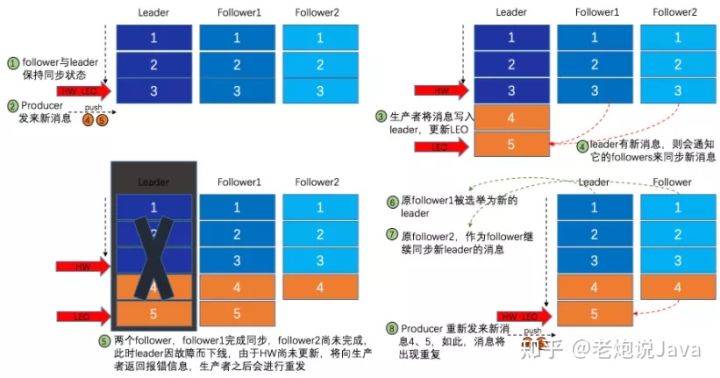 Leader Follower1 Follower2
1 1 1
① follower与leader
保持同步状态
2 2 2
HW LEO
3 3 3
② Producer
发来新消息
push
4 5
Leader Follower1 Follower2
1 1 1
2 2 2
HW
3 3 3
③ 生产者将消息写入
leader，更新LEO
4
LEO
5
④ leader有新消息，则会通知
它的followers来同步新消息
Leader Follower1 Follower2
1 1 1
2 2
HW
3 3
4 4 4
LEO
5 5
⑤ 两个follower，follower1完成同步，follower2尚未完成，
此时leader因故障而下线，由于HW尚未更新，将向生产
者返回报错信息，生产者之后会进行重发
Leader Follower
⑥ 原follower1被选举为新的
leader
1 1
⑦ 原follower2，作为follower继
续同步新leader的消息
2 2
3 3
4 4
HW LEO
5
⑧ Producer 重新发来新消
息4、5，如此，消息将
出现重复
push
知乎 @老炮说Java